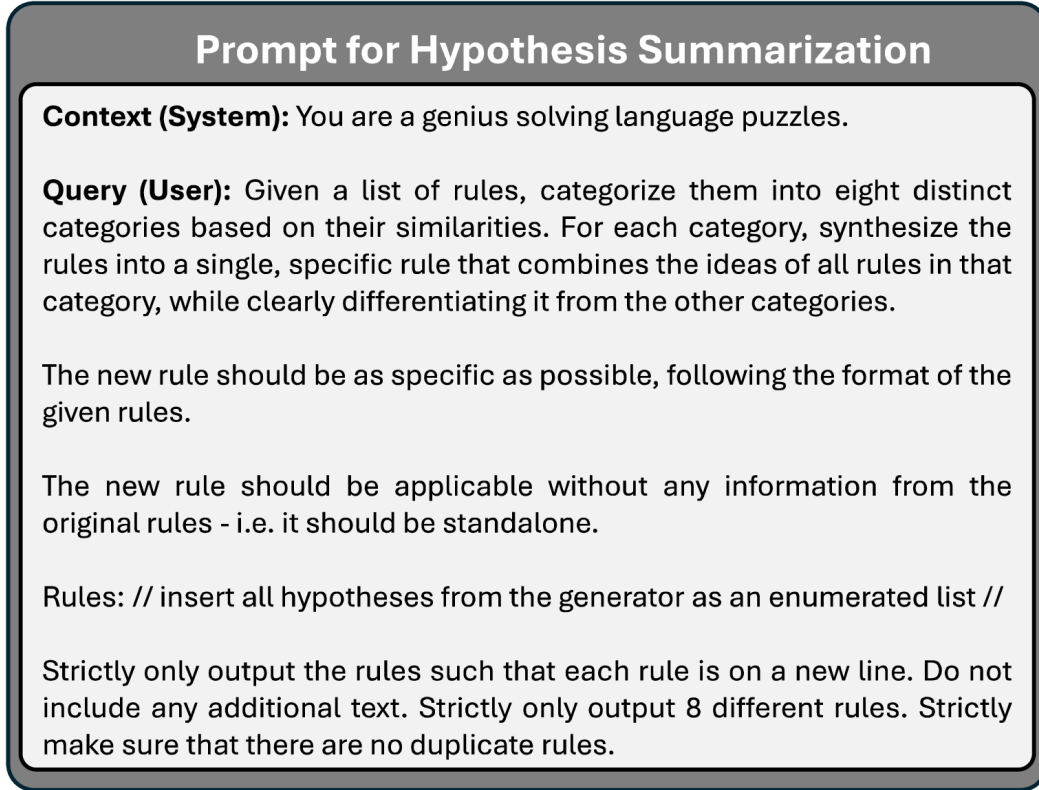 Prompt for Hypothesis Summarization
Context (System): You are a genius solving language puzzles.
Query (User): Given a list of rules, categorize them into eight distinct
categories based on their similarities. For each category, synthesize the
rules into a single, specific rule that combines the ideas of all rules in that
category, while clearly differentiating it from the other categories.
The new rule should be as specific as possible, following the format of the
given rules.
The new rule should be applicable without any information from the
original rules - i.e. it should be standalone.
Rules: // insert all hypotheses from the generator as an enumerated list //
Strictly only output the rules such that each rule is on a new line. Do not
include any additional text. Strictly only output 8 different rules. Strictly
make sure that there are no duplicate rules.